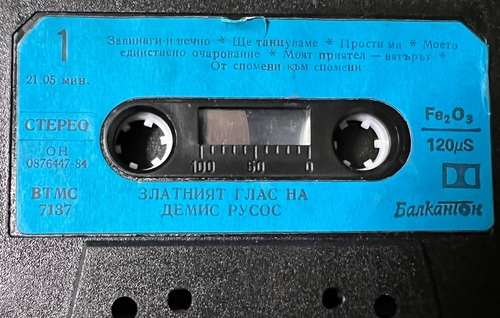 1
Завинаги и вечно * Ще танцуваме * Прости ми * Моето
единствено очарование * Моят приятел — вятърът *
От спомени към спомени
21.05 мин.
СТЕРЕО
ОН
0876447-84
ВТМС
7137
Fe₂O₃
120μS
100 50 0
ЗЛАТНИЯТ ГЛАС НА
ДЕМИС РУСОС
Балкантон